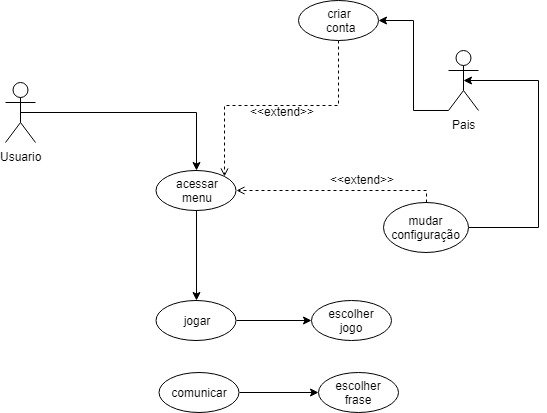 criar
conta
<<extend>>
Pais
Usuario
<<extend>>
acessar
menu
mudar
configuração
jogar
escolher
jogo
comunicar
escolher
frase